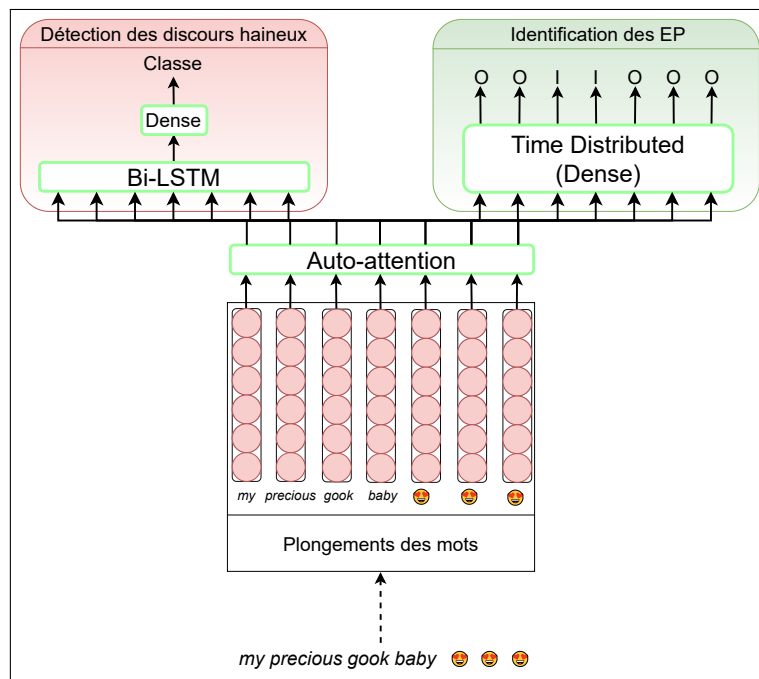 Détection des discours haineux
Identification des EP
Classe
O O I I O O O
Dense
Time Distributed
(Dense)
Bi-LSTM
Auto-attention
my precious gook baby 😍 😍 😍
Plongements des mots
my precious gook baby 😍 😍 😍